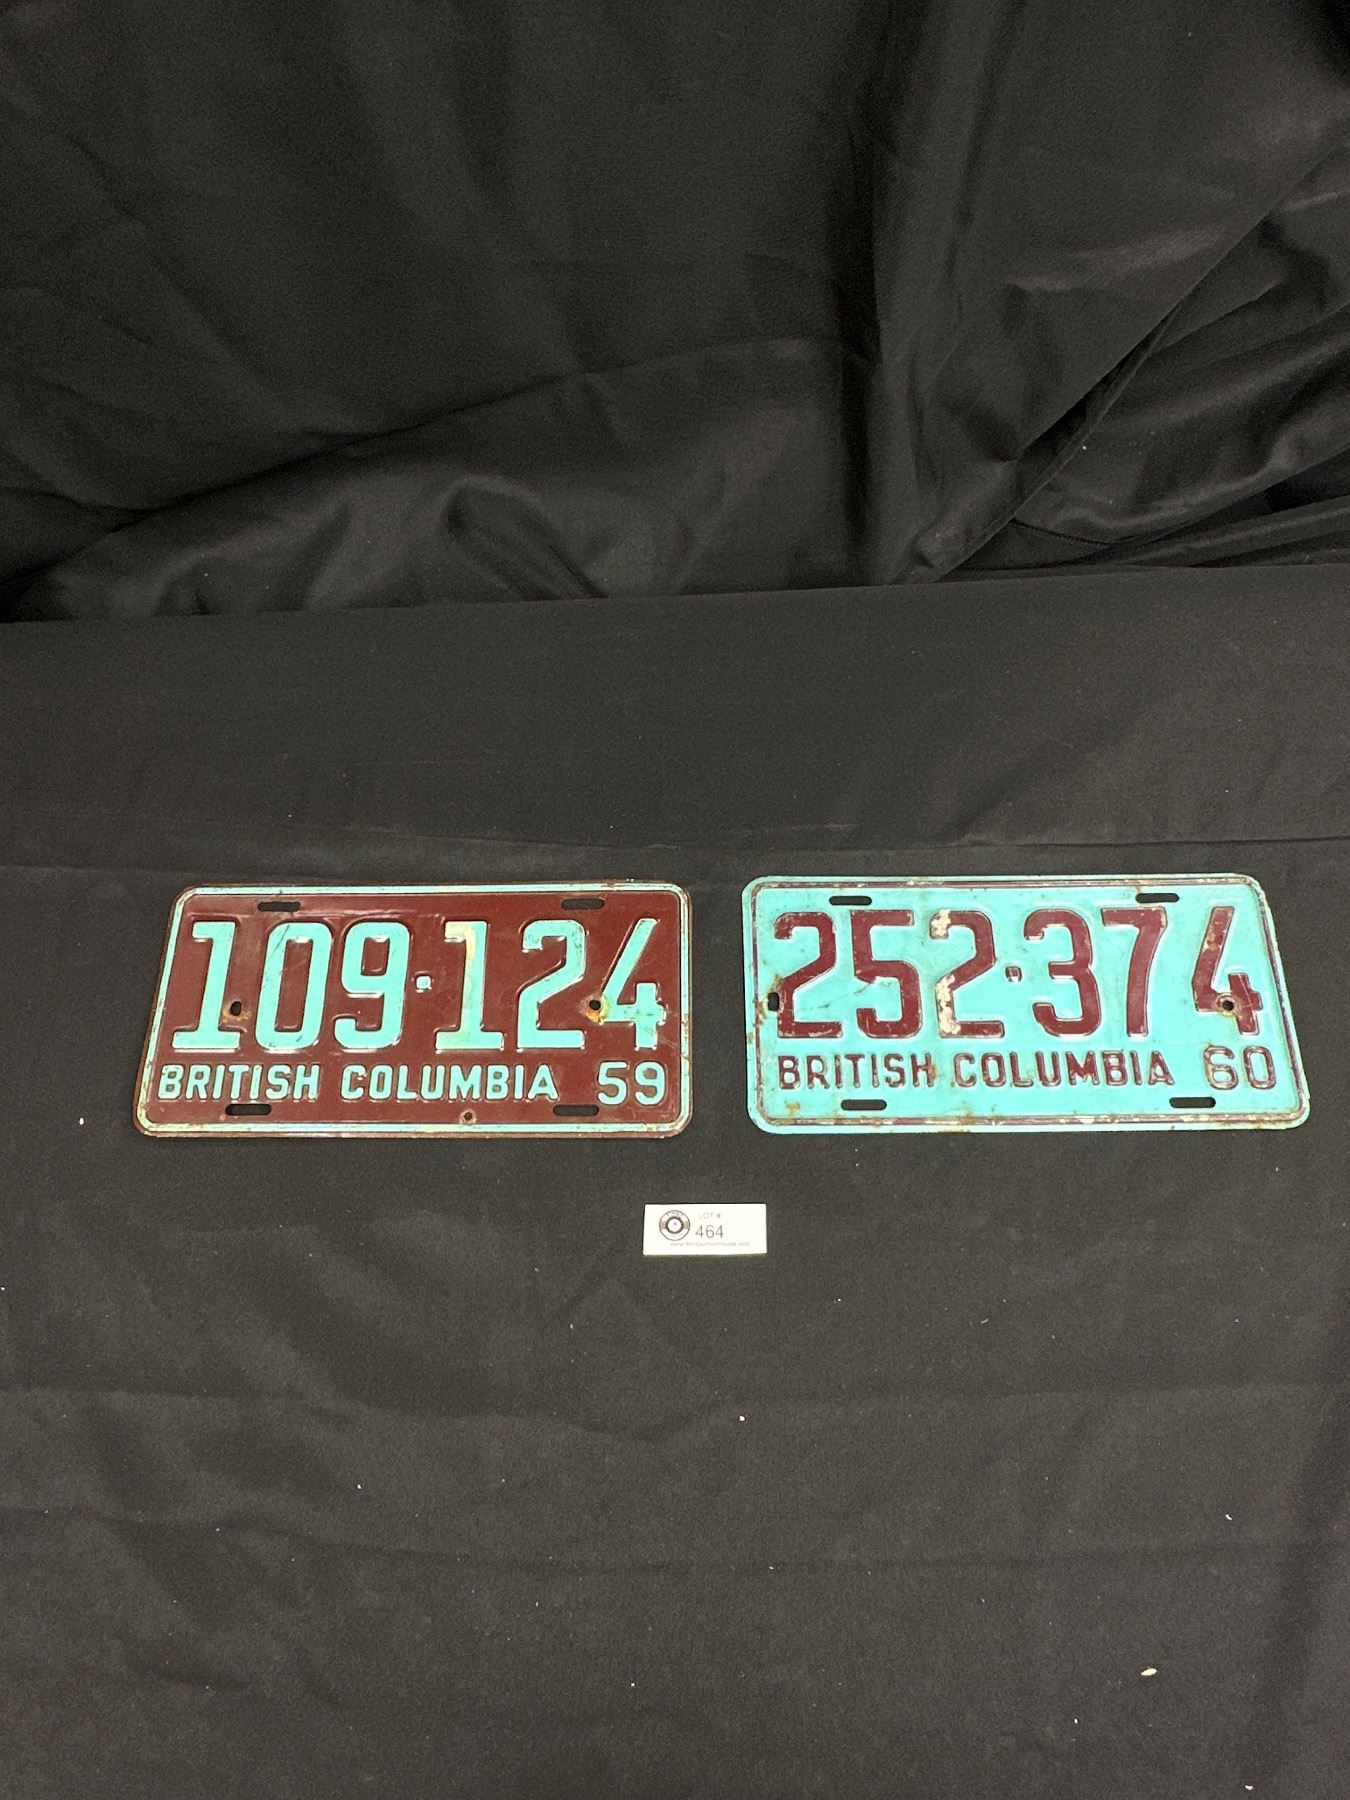 109·124
BRITISH COLUMBIA 59
252·374
BRITISH COLUMBIA 60
LOT #
464